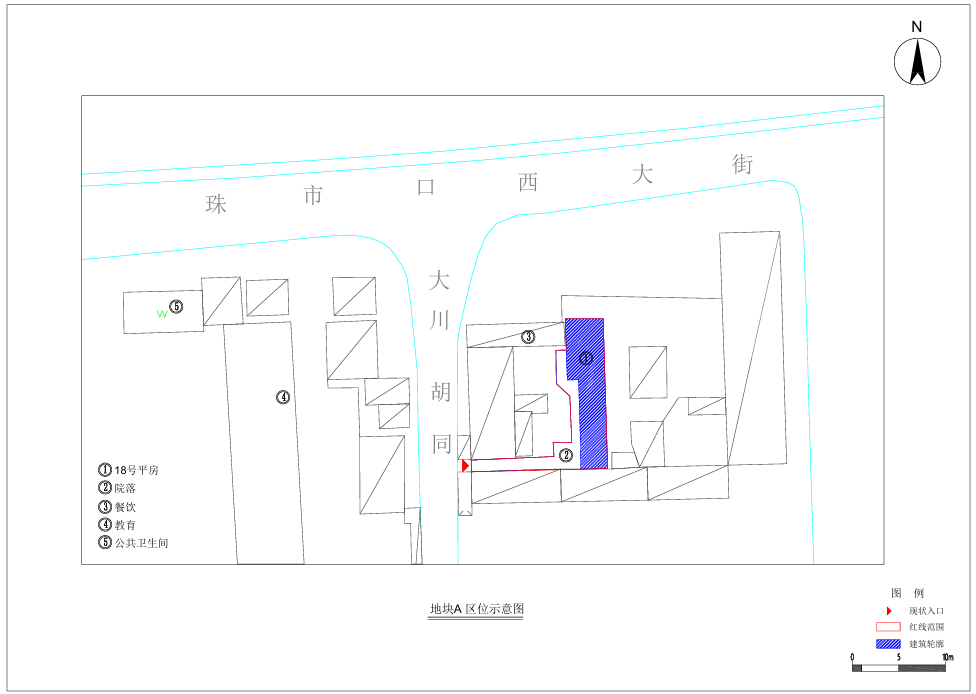 N
珠市口西大街
大川胡同
⑤
③
①
④
②
①18号平房
②院落
③餐饮
④教育
⑤公共卫生间
地块A 区位示意图
图 例
现状入口
红线范围
建筑轮廓
0 5 10m